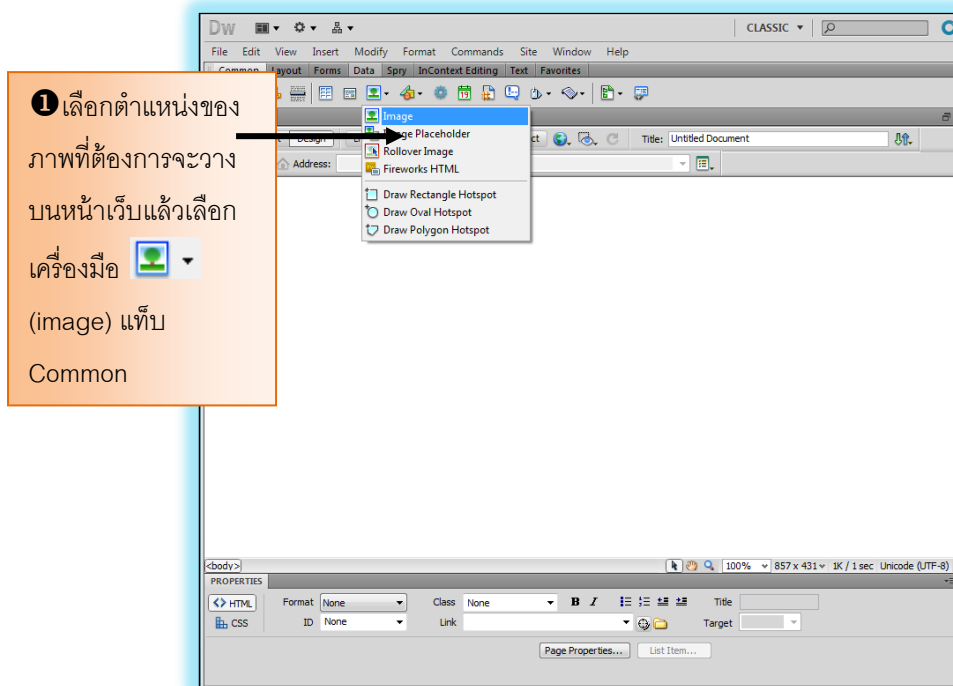 Dw CLASSIC
File Edit View Insert Modify Format Commands Site Window Help
Common Layout Forms Data Spry InContext Editing Text Favorites
❶เลือกตำแหน่งของ
ภาพที่ต้องการจะวาง
บนหน้าเว็บแล้วเลือก
เครื่องมือ
(image) แท็บ
Common
Image
Image Placeholder
Rollover Image
Fireworks HTML
Draw Rectangle Hotspot
Draw Oval Hotspot
Draw Polygon Hotspot
Design Title: Untitled Document
Address:
<body> 100% 857 x 431 1K / 1 sec Unicode (UTF-8)
PROPERTIES
<> HTML Format None Class None B I Title
CSS ID None Link Target
Page Properties... List Item...